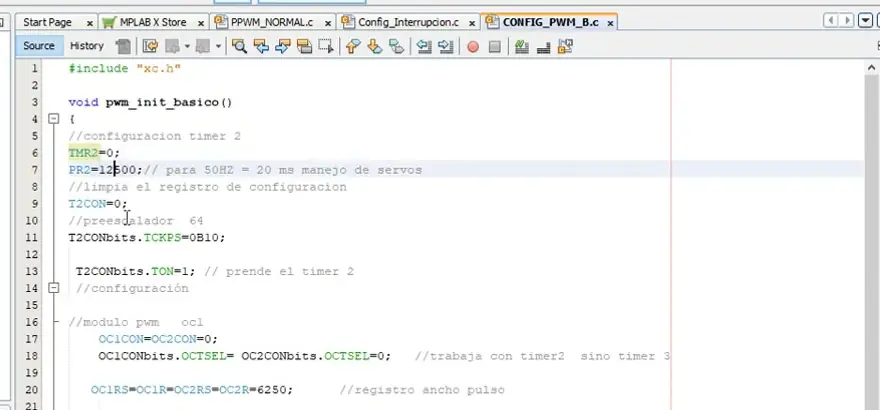 Start Page MPLAB X Store PPWM_NORMAL.c Config_Interrupcion.c CONFIG_PWM_B.c
Source History
1 #include "xc.h"
2
3 void pwm_init_basico()
4 {
5 //configuracion timer 2
6 TMR2=0;
7 PR2=12500;// para 50HZ = 20 ms manejo de servos
8 //limpia el registro de configuracion
9 T2CON=0;
10 //preescalador 64
11 T2CONbits.TCKPS=0B10;
12
13 T2CONbits.TON=1; // prende el timer 2
14 //configuración
15
16 //modulo pwm oc1
17 OC1CON=OC2CON=0;
18 OC1CONbits.OCTSEL= OC2CONbits.OCTSEL=0; //trabaja con timer2 sino timer 3
19
20 OC1RS=OC1R=OC2RS=OC2R=6250; //registro ancho pulso
21